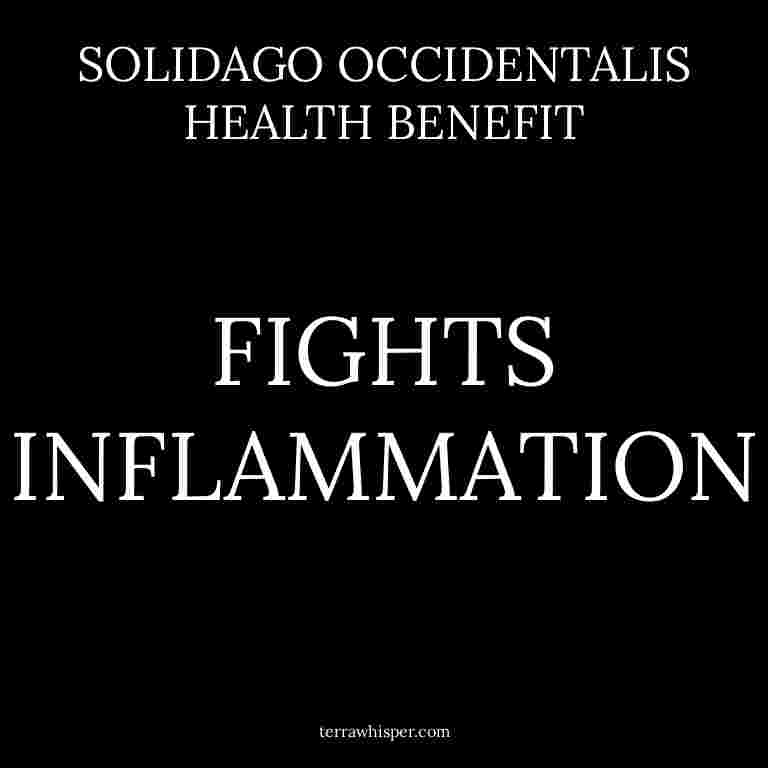 SOLIDAGO OCCIDENTALIS
HEALTH BENEFIT
FIGHTS
INFLAMMATION
terrawhisper.com